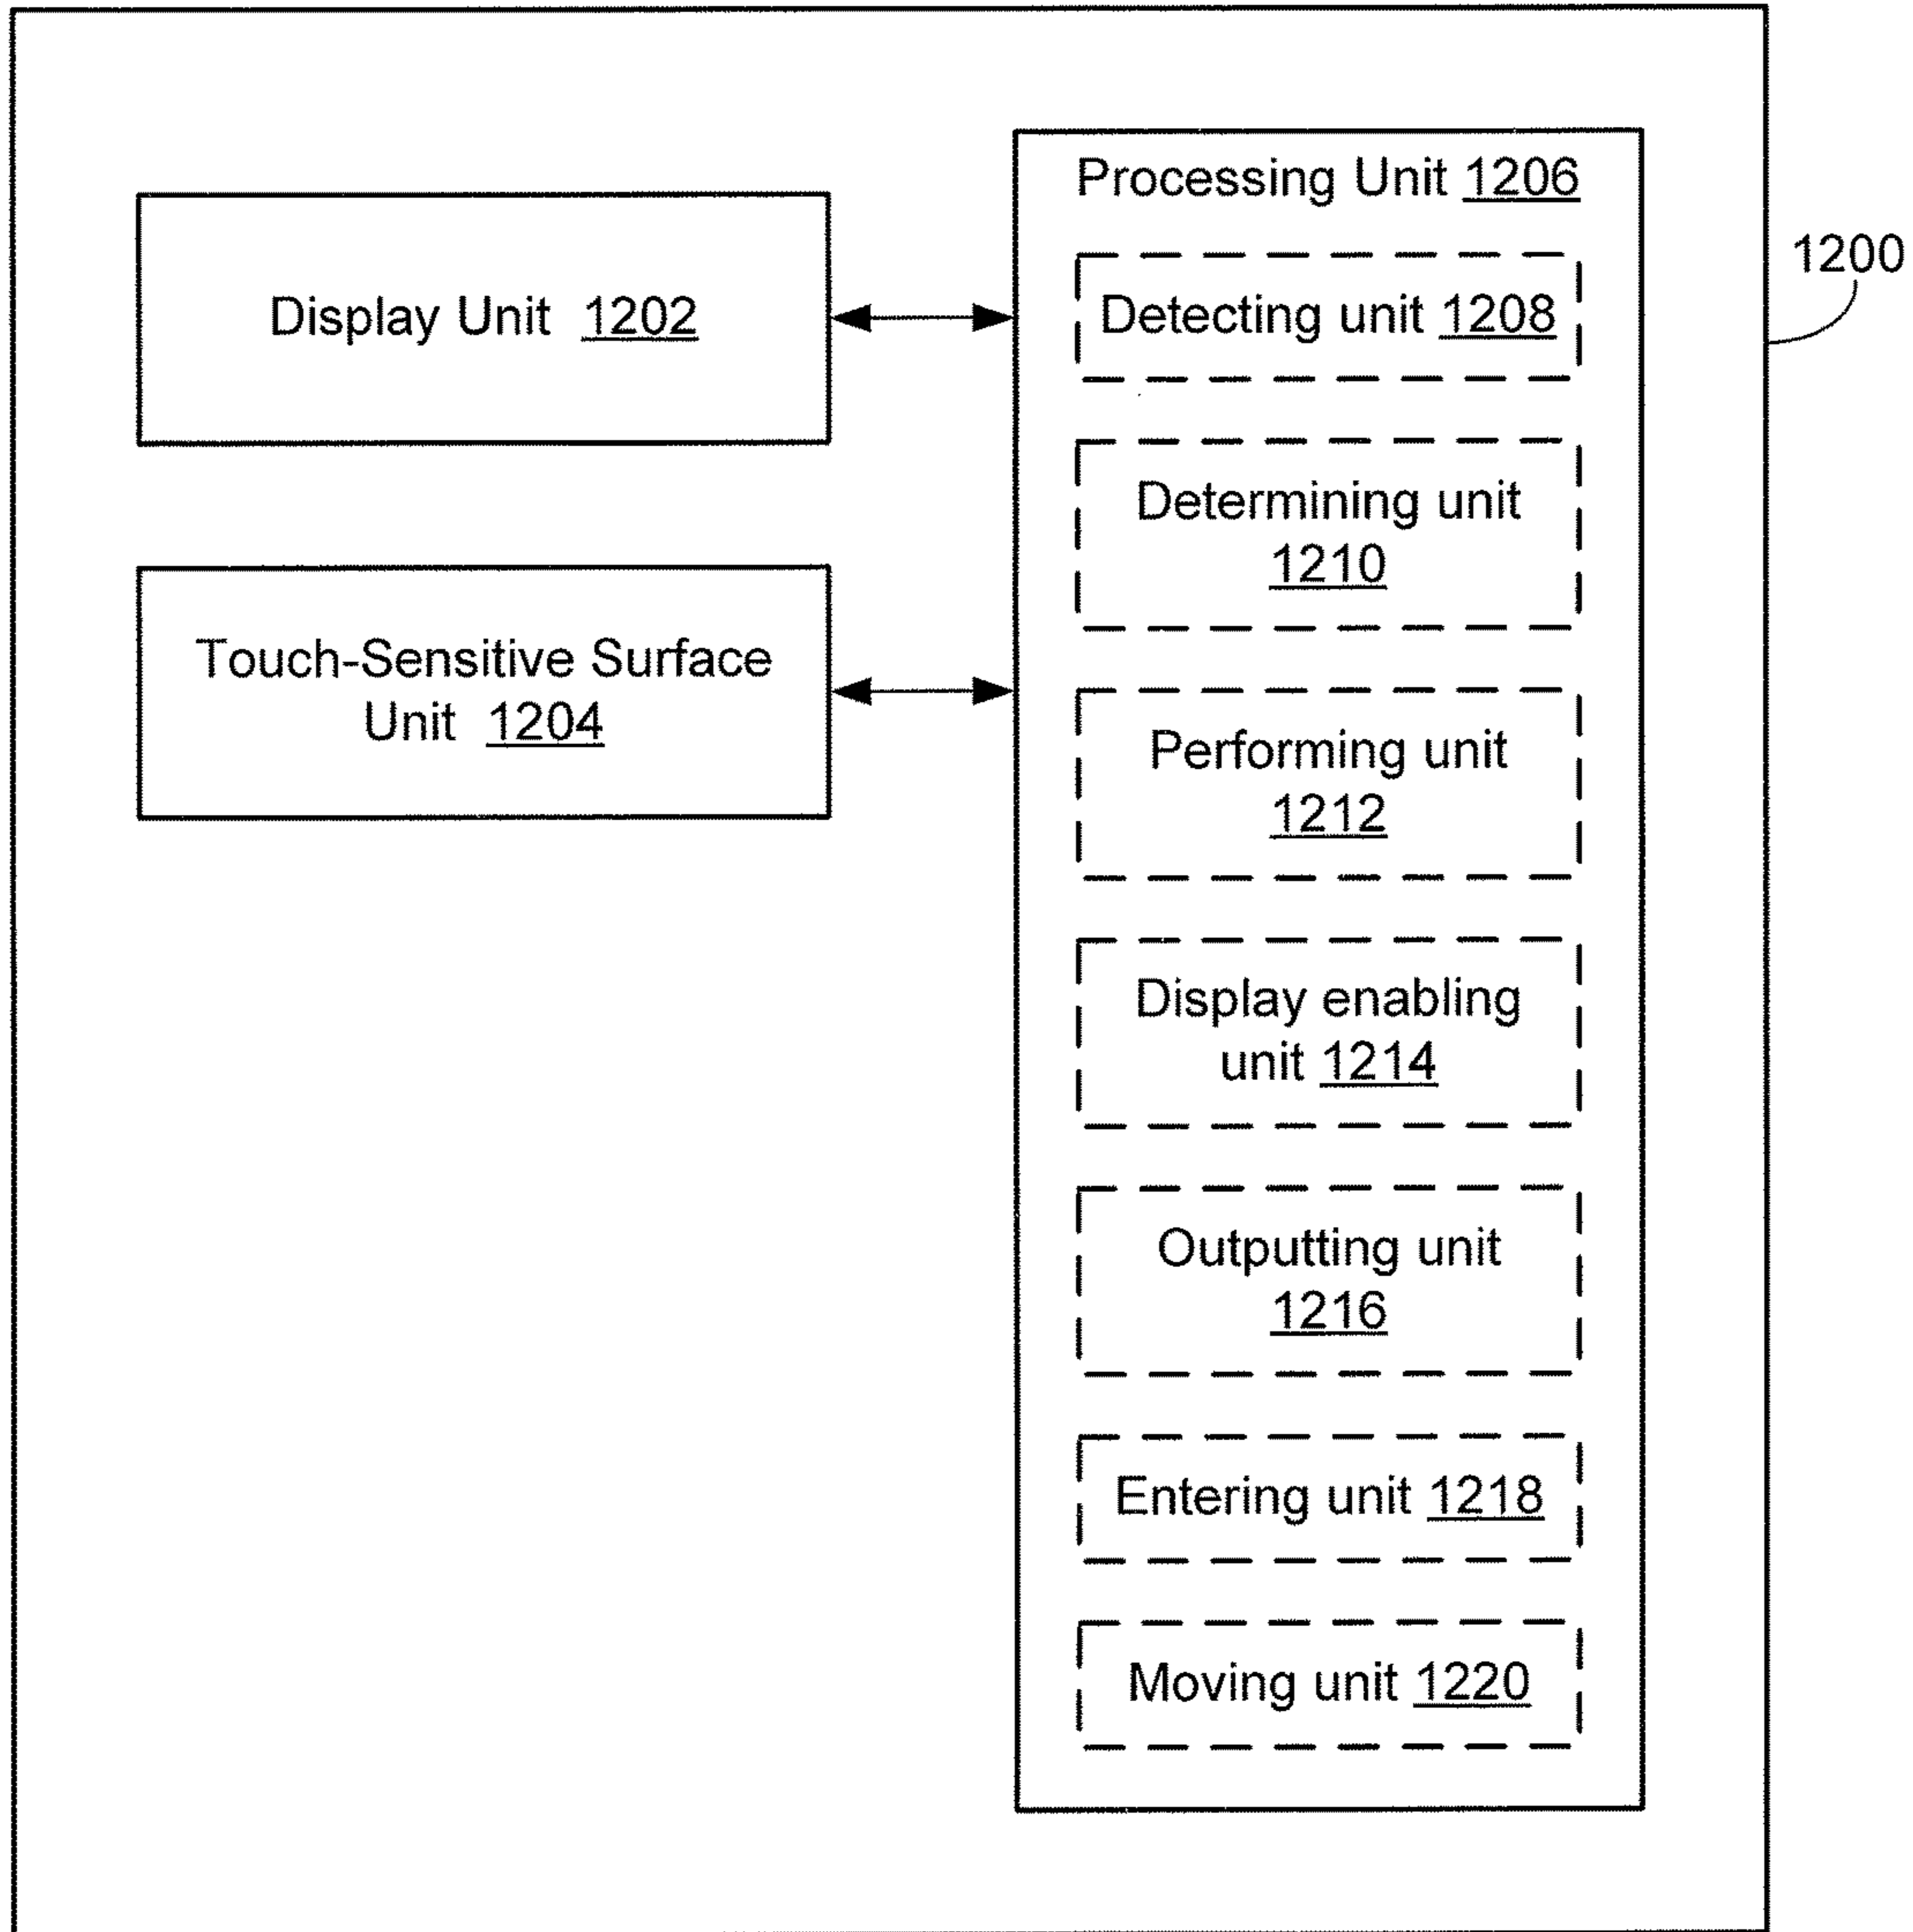 Processing Unit 1206
1200
Display Unit 1202
Detecting unit 1208
Determining unit
1210
Touch-Sensitive Surface
Unit 1204
Performing unit
1212
Display enabling
unit 1214
Outputting unit
1216
Entering unit 1218
Moving unit 1220